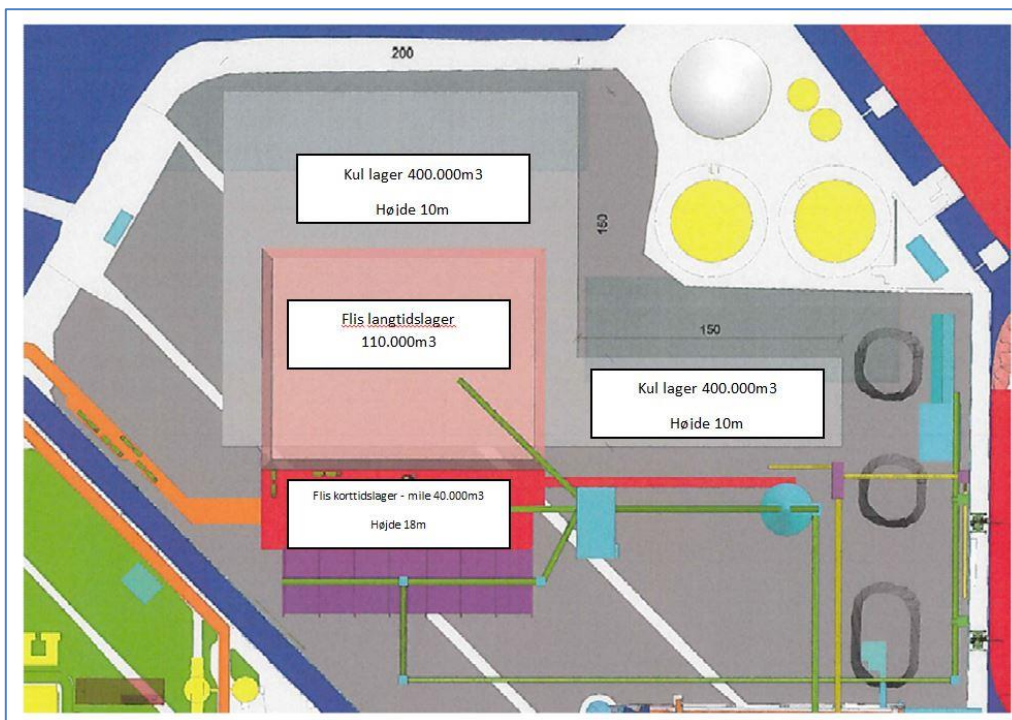 200
Kul lager 400.000m3
Højde 10m
150
Flis langtidslager
110.000m3
150
Kul lager 400.000m3
Højde 10m
Flis korttidslager - mile 40.000m3
Højde 18m